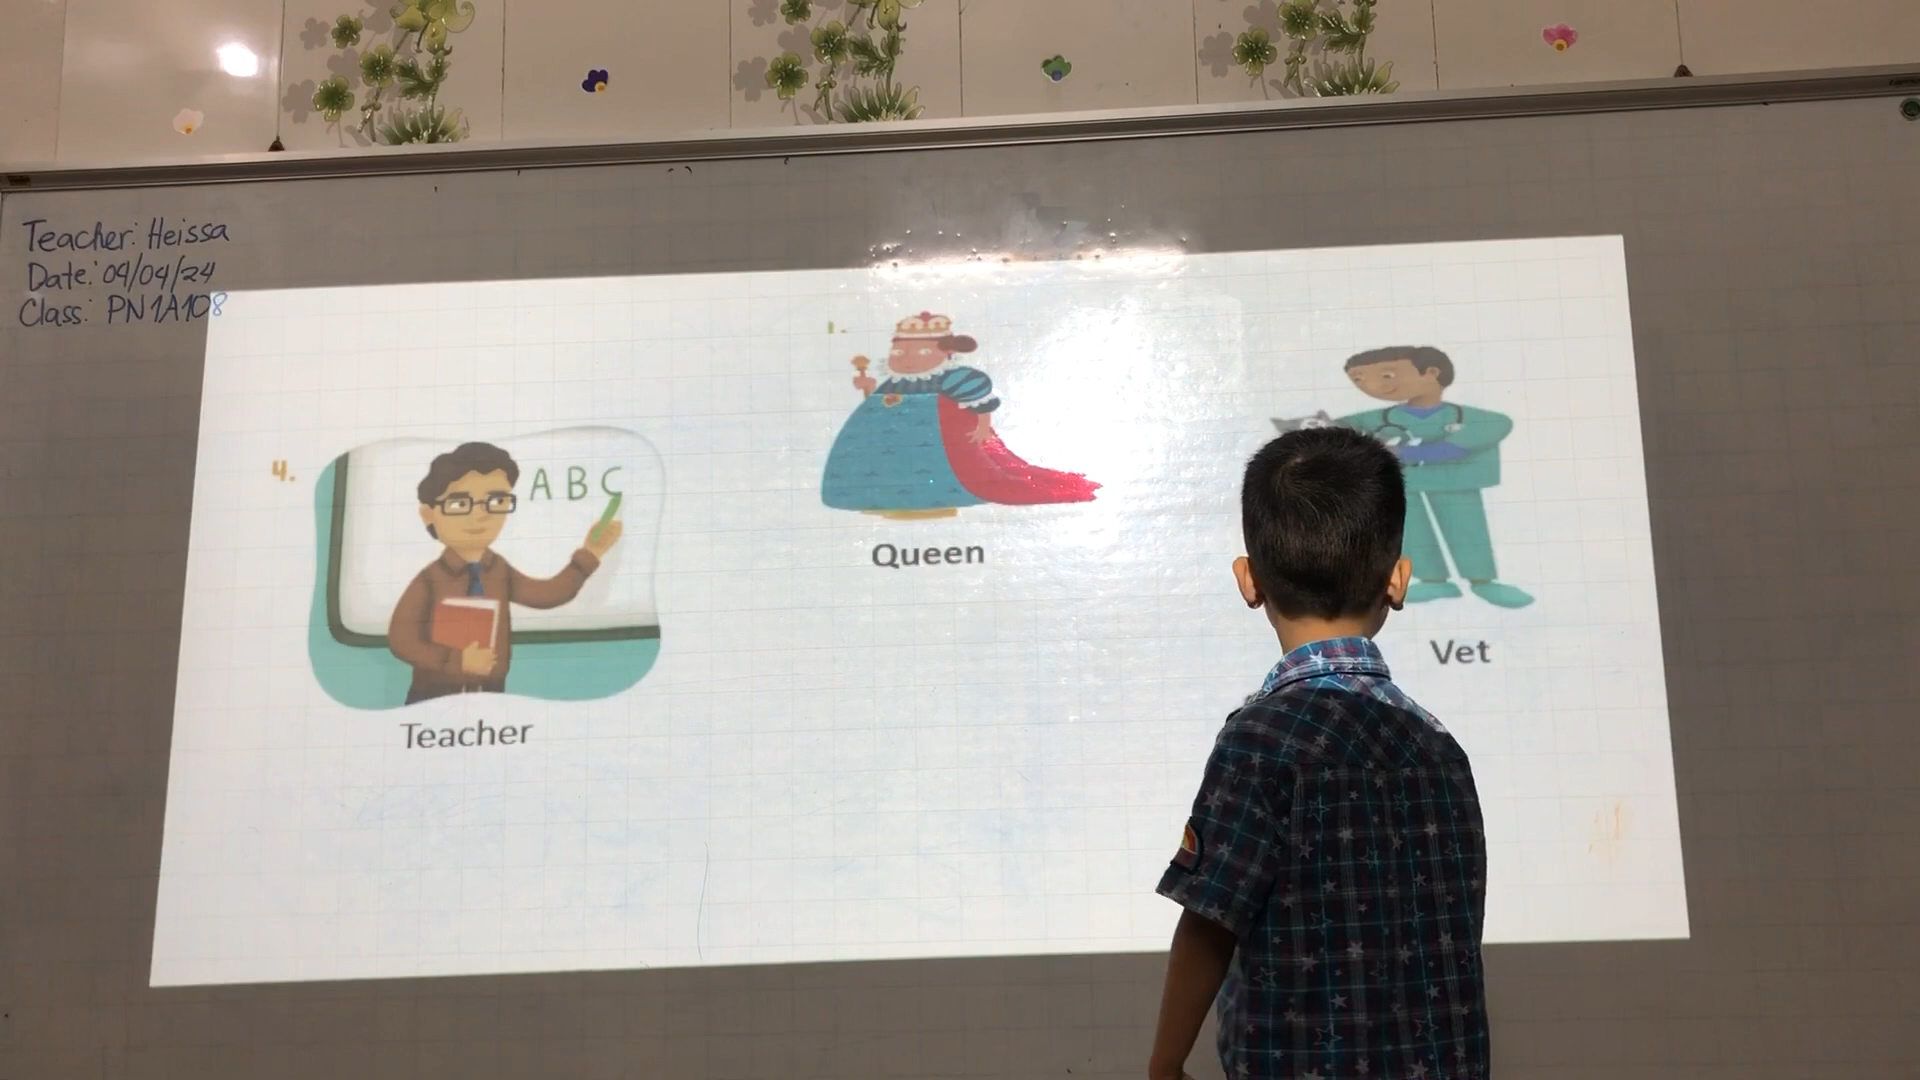 Teacher: Heissa
Date: 09/04/24
Class: PN1A108
1.
Queen
4.
ABC
Teacher
Vet